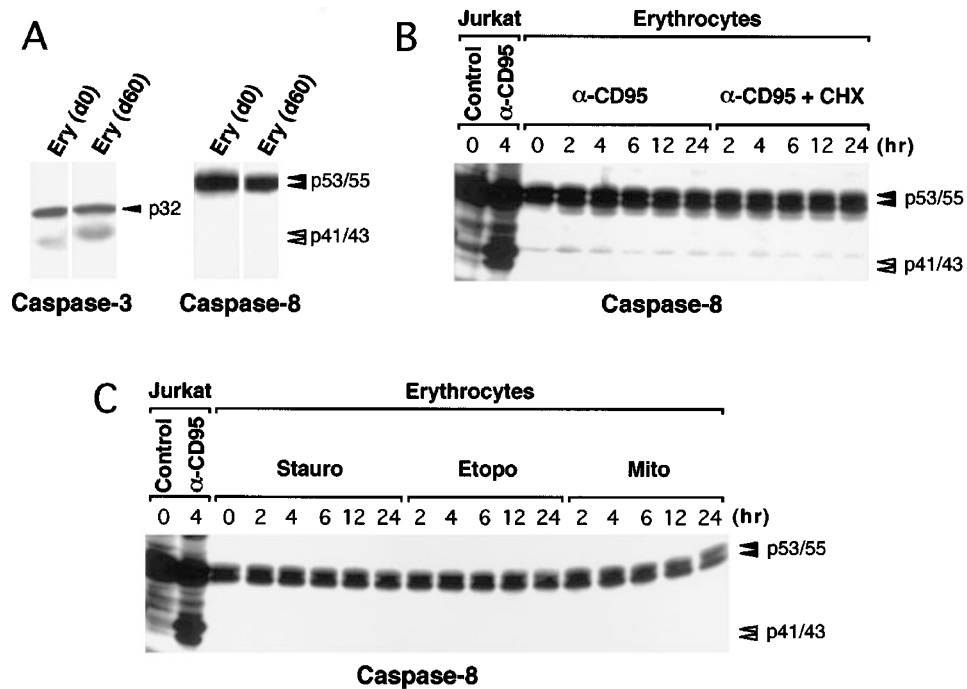 A
Ery (d0)
Ery (d60)
Ery (d0)
Ery (d60)
p53/55
p32
p41/43
Caspase-3
Caspase-8
B
Jurkat
Erythrocytes
Control
α-CD95
α-CD95
α-CD95 + CHX
0 4 0 2 4 6 12 24 2 4 6 12 24 (hr)
p53/55
p41/43
Caspase-8
C
Jurkat
Erythrocytes
Control
α-CD95
Stauro
Etopo
Mito
0 4 0 2 4 6 12 24 2 4 6 12 24 2 4 6 12 24 (hr)
p53/55
p41/43
Caspase-8